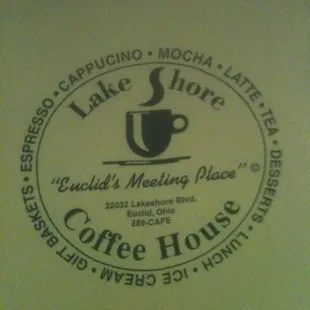 GIFT BASKETS • ESPRESSO • CAPPUCINO • MOCHA • LATTE • TEA • DESSERTS • LUNCH • ICE CREAM •
Lake Shore
"Euclid's Meeting Place" ©
22032 Lakeshore Blvd.
Euclid, Ohio
289-CAFE
Coffee House